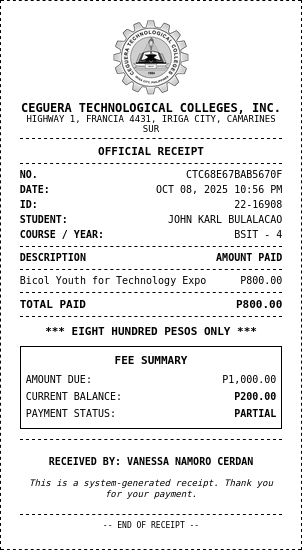 CEGUERA TECHNOLOGICAL COLLEGES
CEGUERA TECHNOLOGICAL COLLEGES, INC.
HIGHWAY 1, FRANCIA 4431, IRIGA CITY, CAMARINES
SUR
OFFICIAL RECEIPT
NO. CTC68E67BAB5670F
DATE: OCT 08, 2025 10:56 PM
ID: 22-16908
STUDENT: JOHN KARL BULALACAO
COURSE / YEAR: BSIT - 4
DESCRIPTION AMOUNT PAID
Bicol Youth for Technology Expo P800.00
TOTAL PAID P800.00
*** EIGHT HUNDRED PESOS ONLY ***
FEE SUMMARY
AMOUNT DUE: P1,000.00
CURRENT BALANCE: P200.00
PAYMENT STATUS: PARTIAL
RECEIVED BY: VANESSA NAMORO CERDAN
This is a system-generated receipt. Thank you
for your payment.
-- END OF RECEIPT --